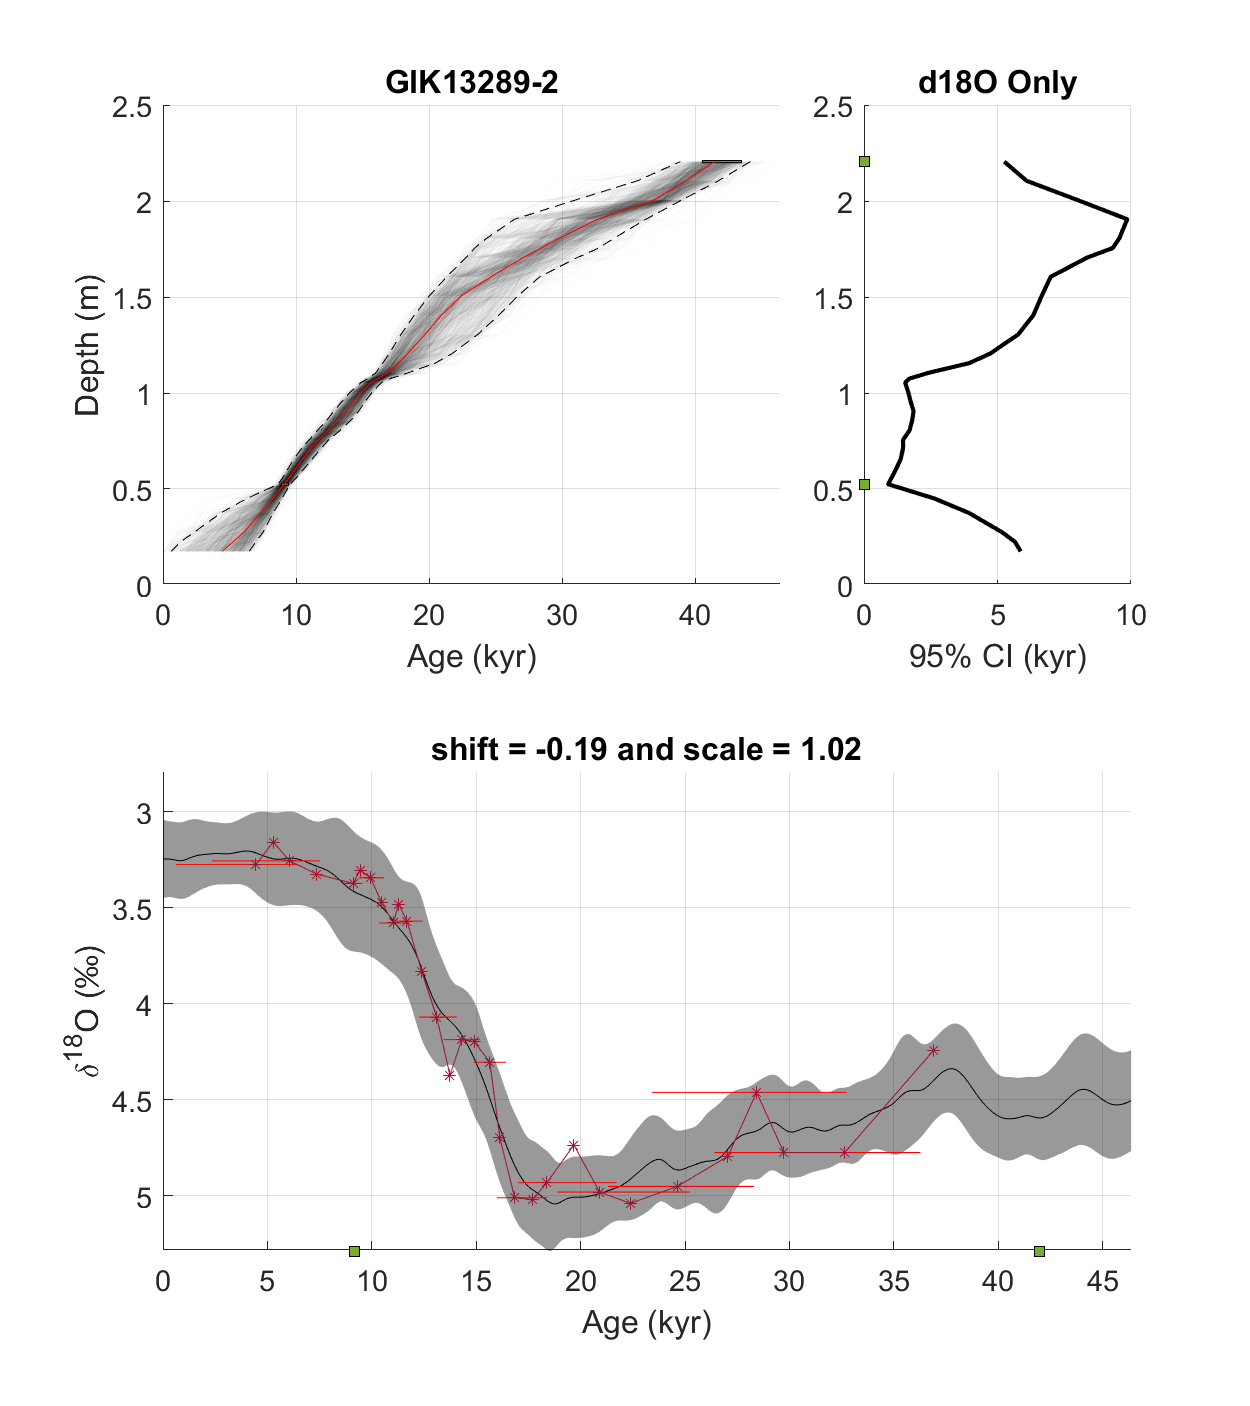 GIK13289-2
d18O Only
2.5
2
1.5
1
0.5
0
Depth (m)
0 10 20 30 40
Age (kyr)
2.5
2
1.5
1
0.5
0
0 5 10
95% CI (kyr)
shift = -0.19 and scale = 1.02
3
3.5
4
4.5
5
δ18O (‰)
0 5 10 15 20 25 30 35 40 45
Age (kyr)